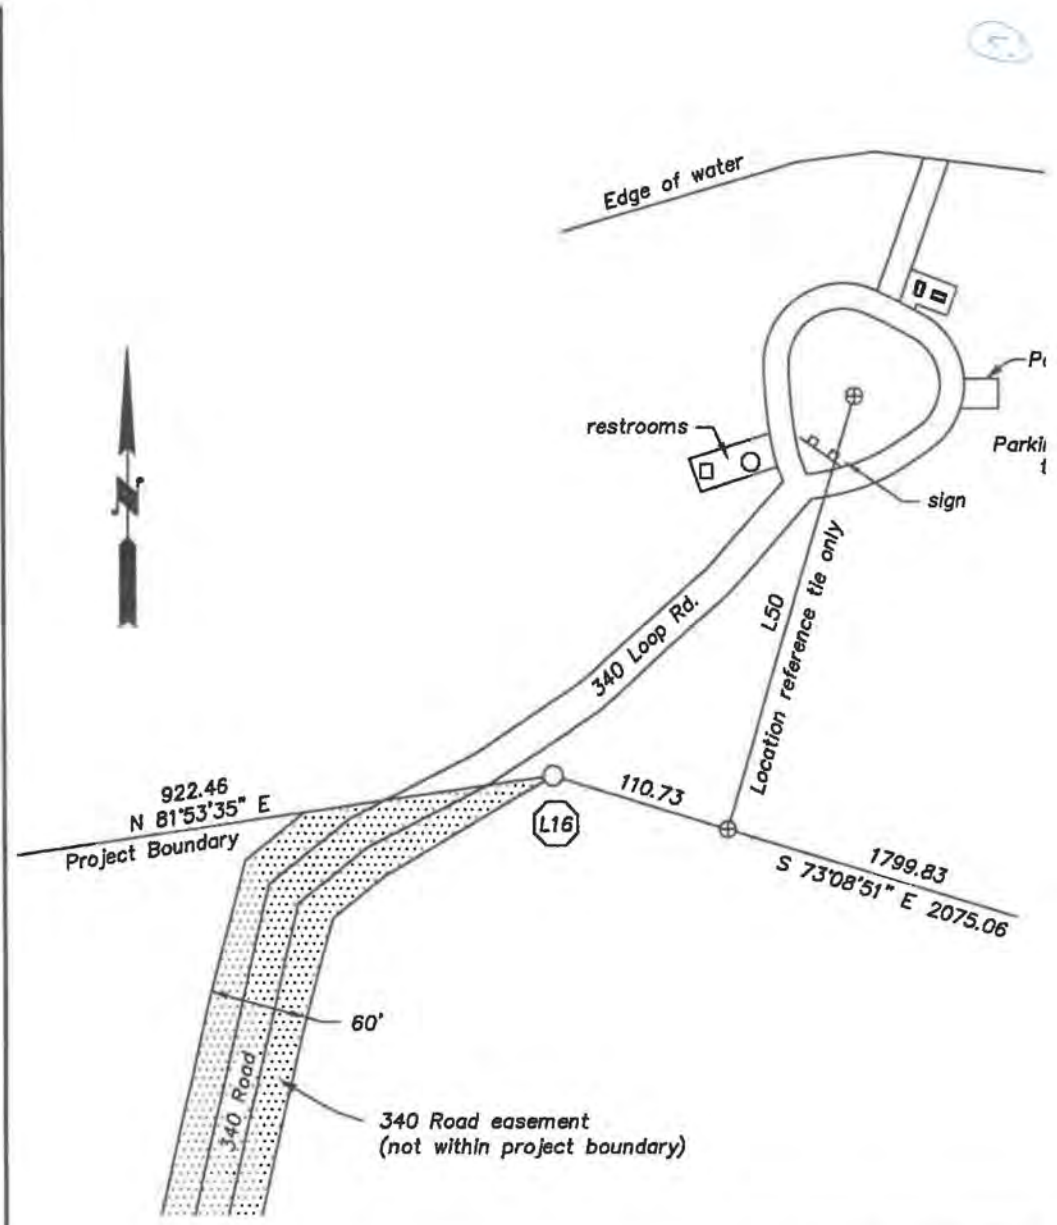 Edge of water
restrooms
sign
340 Loop Rd.
L50
Location reference tie only
922.46
N 81°53'35" E
Project Boundary
L16
110.73
1799.83
S 73°08'51" E 2075.06
60'
340 Road
340 Road easement
(not within project boundary)
N